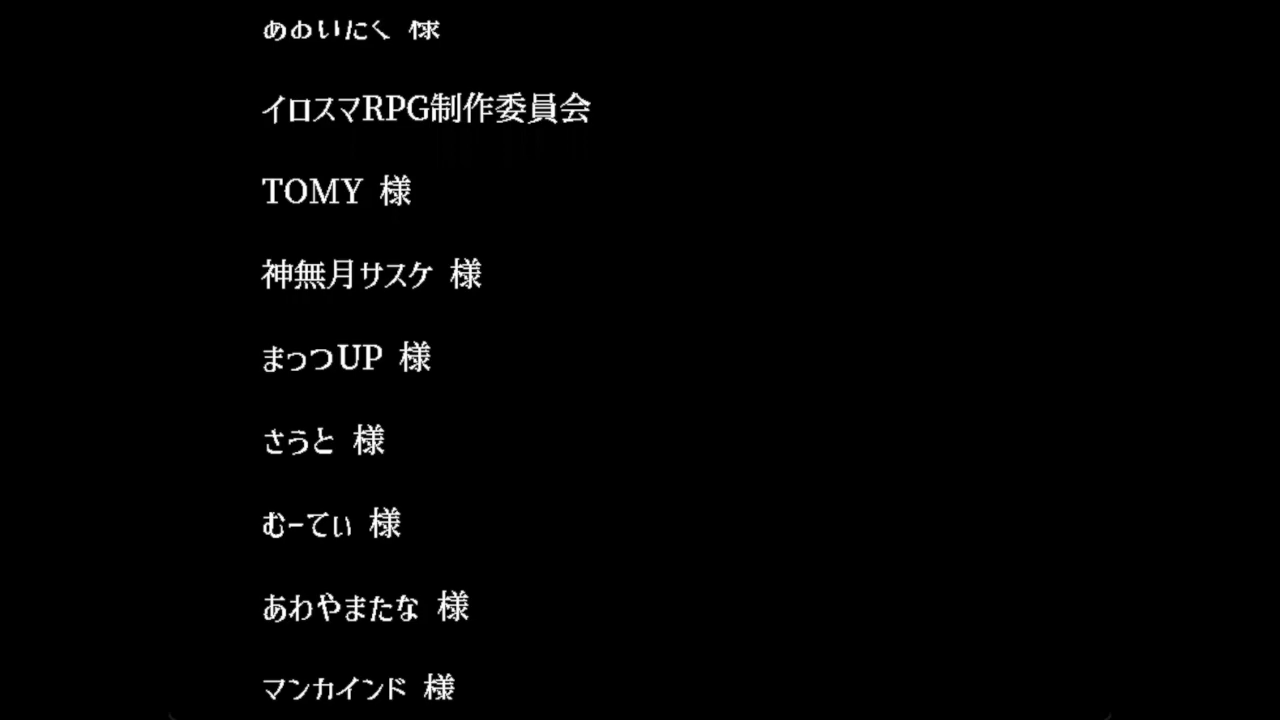 様
イロスマRPG制作委員会
TOMY 様
神無月サスケ 様
まっつUP 様
さうと 様
むーてぃ 様
あわやまたな 様
マンカインド 様